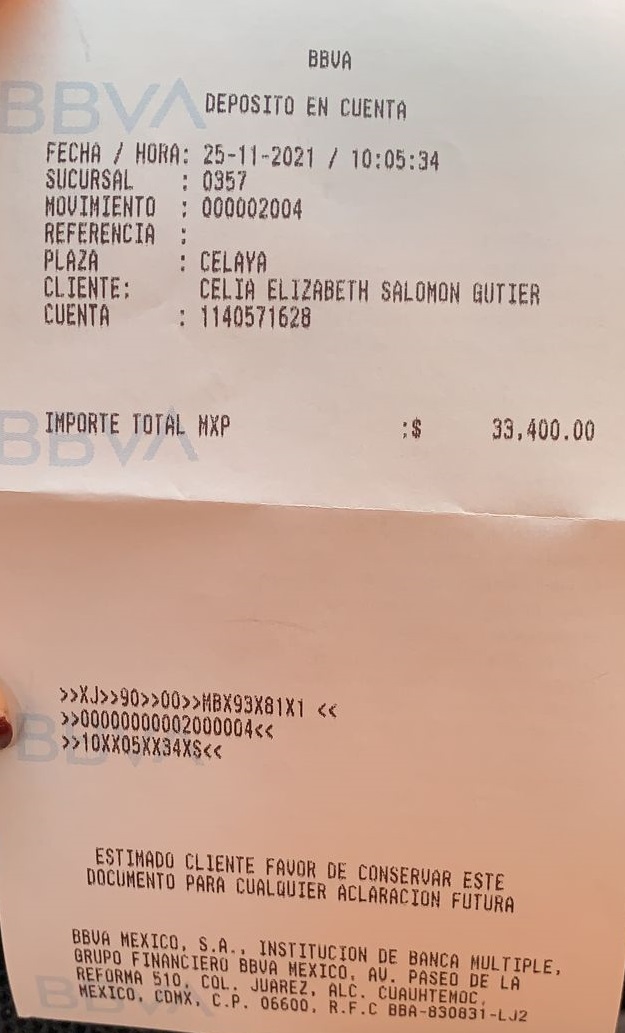 BBVA
DEPOSITO EN CUENTA
FECHA / HORA: 25-11-2021 / 10:05:34
SUCURSAL : 0357
MOVIMIENTO : 000002004
REFERENCIA :
PLAZA : CELAYA
CLIENTE: CELIA ELIZABETH SALOMON GUTIER
CUENTA : 1140571628
IMPORTE TOTAL MXP :$ 33,400.00
>>XJ>>90>>00>>MBX93X81X1 <<
>>00000000002000004<<
>>10XX05XX34XS<<
ESTIMADO CLIENTE FAVOR DE CONSERVAR ESTE
DOCUMENTO PARA CUALQUIER ACLARACION FUTURA
BBVA MEXICO, S.A., INSTITUCION DE BANCA MULTIPLE,
GRUPO FINANCIERO BBVA MEXICO, AV. PASEO DE LA
REFORMA 510, COL. JUAREZ, ALC. CUAUHTEMOC,
MEXICO, CDMX, C.P. 06600, R.F.C BBA-830831-LJ2
BBVA
BBVA
BBVA
BBVA